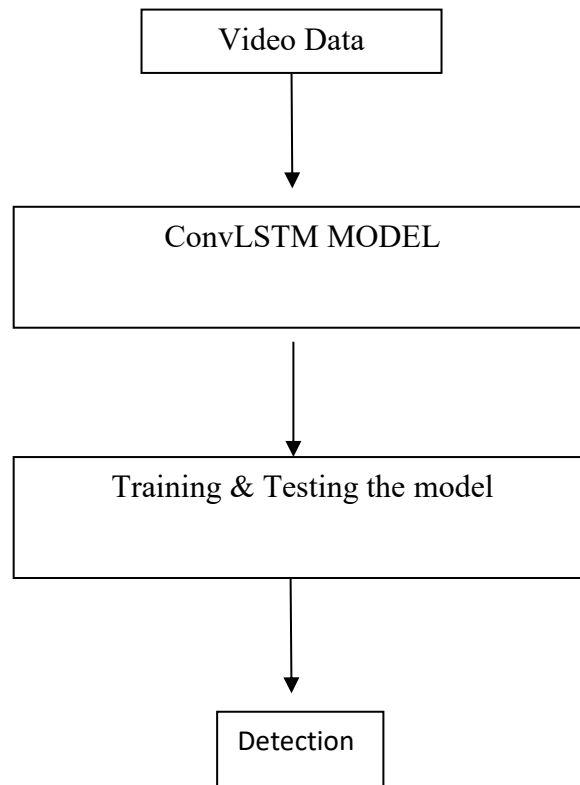 Video Data
ConvLSTM MODEL
Training & Testing the model
Detection